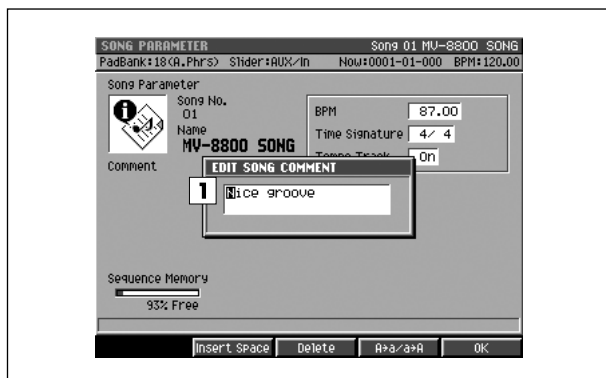 SONG PARAMETER Song 01 MV-8800 SONG
PadBank:18(A.Phrs) Slider:AUX/In Now:0001-01-000 BPM:120.00
Song Parameter
Song No.
01
Name
MV-8800 SONG
BPM 87.00
Time Signature 4/ 4
Tempo Track On
Comment
EDIT SONG COMMENT
1
Nice groove
Sequence Memory
93% Free
Insert Space Delete A→a/a→A OK